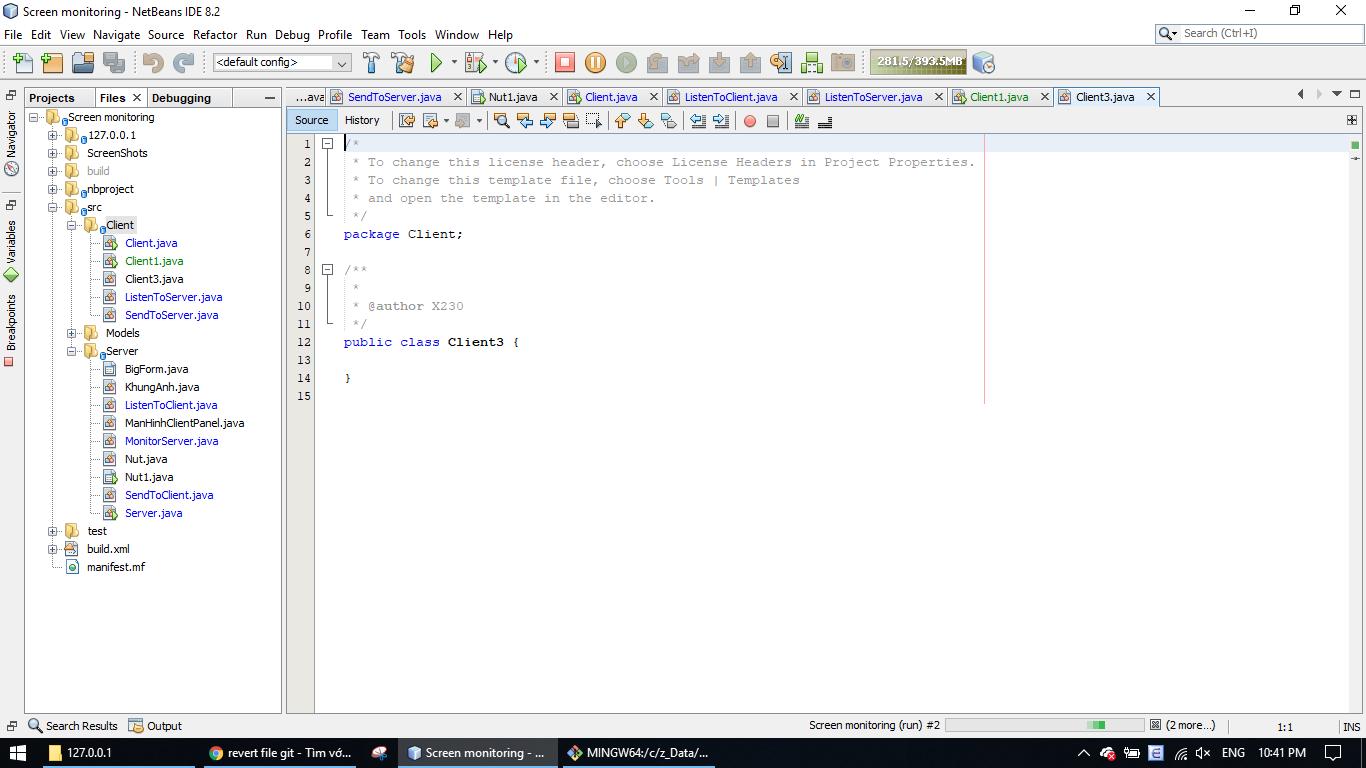 Screen monitoring - NetBeans IDE 8.2
File Edit View Navigate Source Refactor Run Debug Profile Team Tools Window Help
Search (Ctrl+I)
<default config>
281.5/393.5MB
Projects Files Debugging
...ava SendToServer.java Nut1.java Client.java ListenToClient.java ListenToServer.java Client1.java Client3.java
Source History
Navigator
Variables
Breakpoints
Screen monitoring
127.0.0.1
ScreenShots
build
nbproject
src
Client
Client.java
Client1.java
Client3.java
ListenToServer.java
SendToServer.java
Models
Server
BigForm.java
KhungAnh.java
ListenToClient.java
ManHinhClientPanel.java
MonitorServer.java
Nut.java
Nut1.java
SendToClient.java
Server.java
test
build.xml
manifest.mf
1 /*
2 * To change this license header, choose License Headers in Project Properties.
3 * To change this template file, choose Tools | Templates
4 * and open the template in the editor.
5 */
6 package Client;
7
8 /**
9 *
10 * @author X230
11 */
12 public class Client3 {
13
14 }
15
Search Results Output
Screen monitoring (run) #2 (2 more...) 1:1 INS
127.0.0.1 revert file git - Tìm vớ... Screen monitoring - ... MINGW64:/c/z_Data/... ENG 10:41 PM